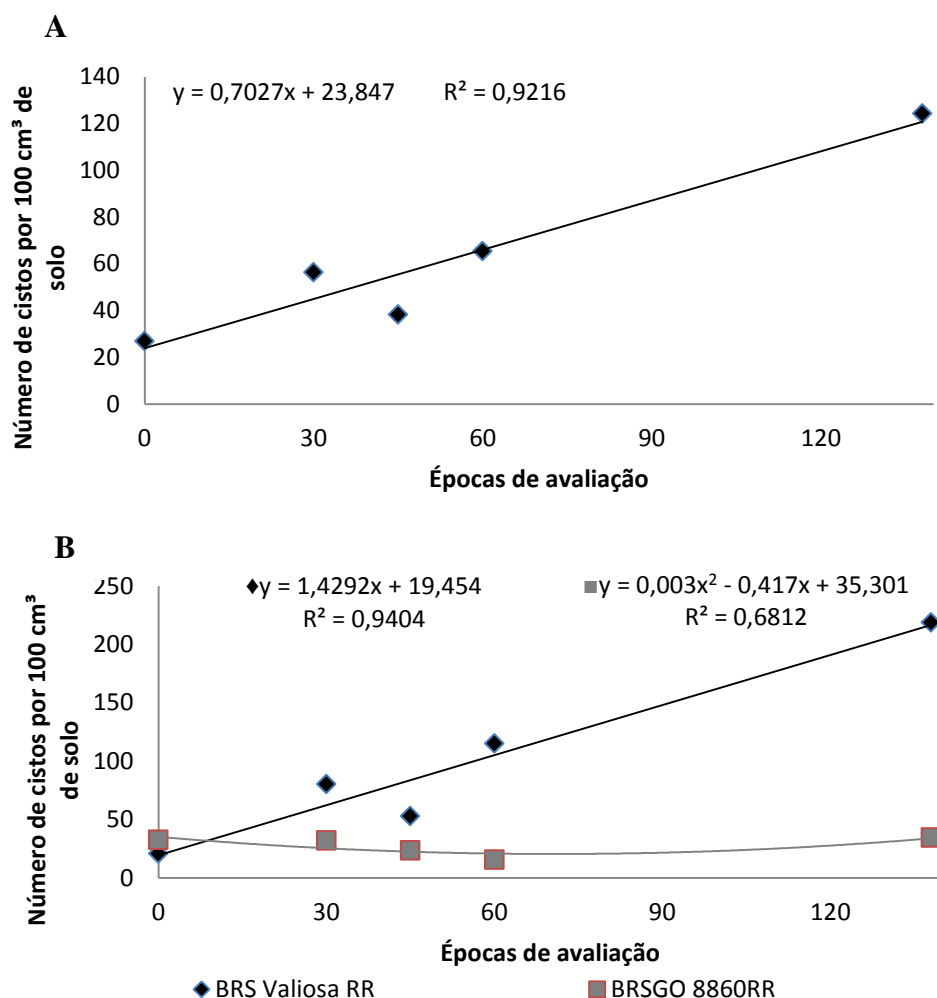 A
y = 0,7027x + 23,847 R² = 0,9216
Número de cistos por 100 cm³ de
solo
140
120
100
80
60
40
20
0
0 30 60 90 120
Épocas de avaliação
B
y = 1,4292x + 19,454
R² = 0,9404
y = 0,003x² - 0,417x + 35,301
R² = 0,6812
Número de cistos por 100 cm³
de solo
250
200
150
100
50
0
0 30 60 90 120
Épocas de avaliação
BRS Valiosa RR BRSGO 8860RR